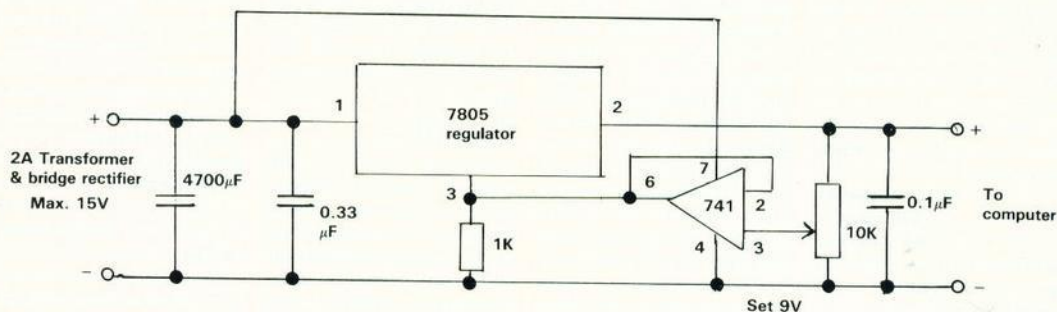 1
7805
regulator
2
+
+
2A Transformer
& bridge rectifier
Max. 15V
4700µF
0.33
µF
3
1K
6
7
741
2
4
3
10K
0.1µF
To
computer
−
−
Set 9V